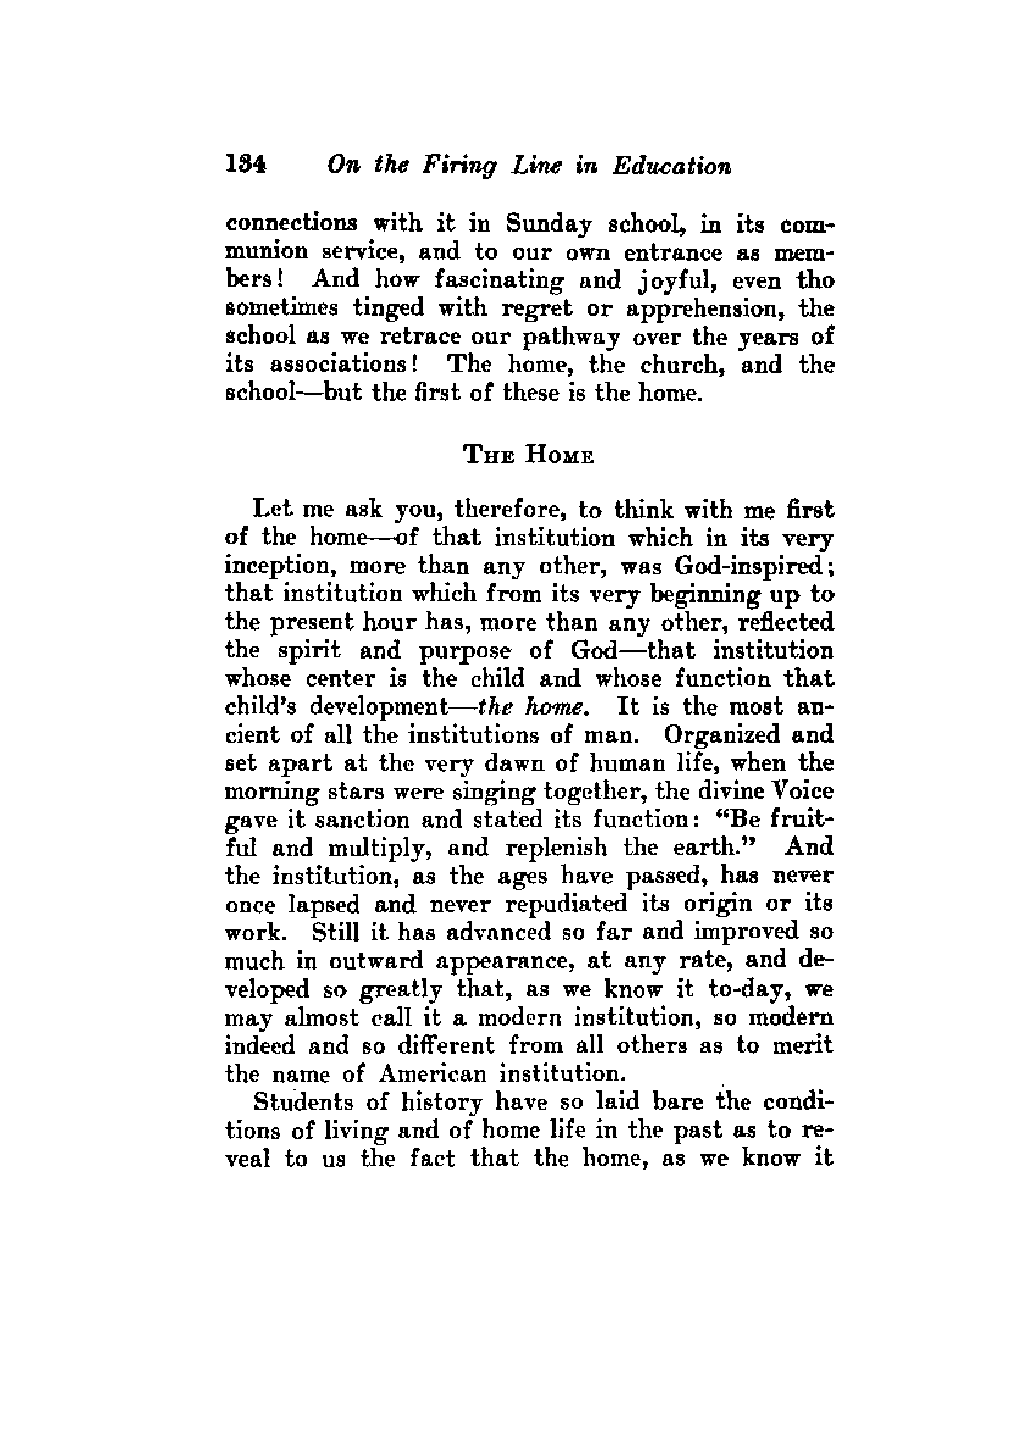 134 On the Firing Line in Education
connections with it in Sunday school, in its com-
munion service, and to our own entrance as mem-
bers! And how fascinating and joyful, even tho
sometimes tinged with regret or apprehension, the
school as we retrace our pathway over the years of
its associations! The home, the church, and the
school—but the first of these is the home.
The Home
Let me ask you, therefore, to think with me first
of the home—of that institution which in its very
inception, more than any other, was God-inspired;
that institution which from its very beginning up to
the present hour has, more than any other, reflected
the spirit and purpose of God—that institution
whose center is the child and whose function that
child's development—the home. It is the most an-
cient of all the institutions of man. Organized and
set apart at the very dawn of human life, when the
morning stars were singing together, the divine Voice
gave it sanction and stated its function: "Be fruit-
ful and multiply, and replenish the earth." And
the institution, as the ages have passed, has never
once lapsed and never repudiated its origin or its
work. Still it has advanced so far and improved so
much in outward appearance, at any rate, and de-
veloped so greatly that, as we know it to-day, we
may almost call it a modern institution, so modern
indeed and so different from all others as to merit
the name of American institution.
Students of history have so laid bare the condi-
tions of living and of home life in the past as to re-
veal to us the fact that the home, as we know it